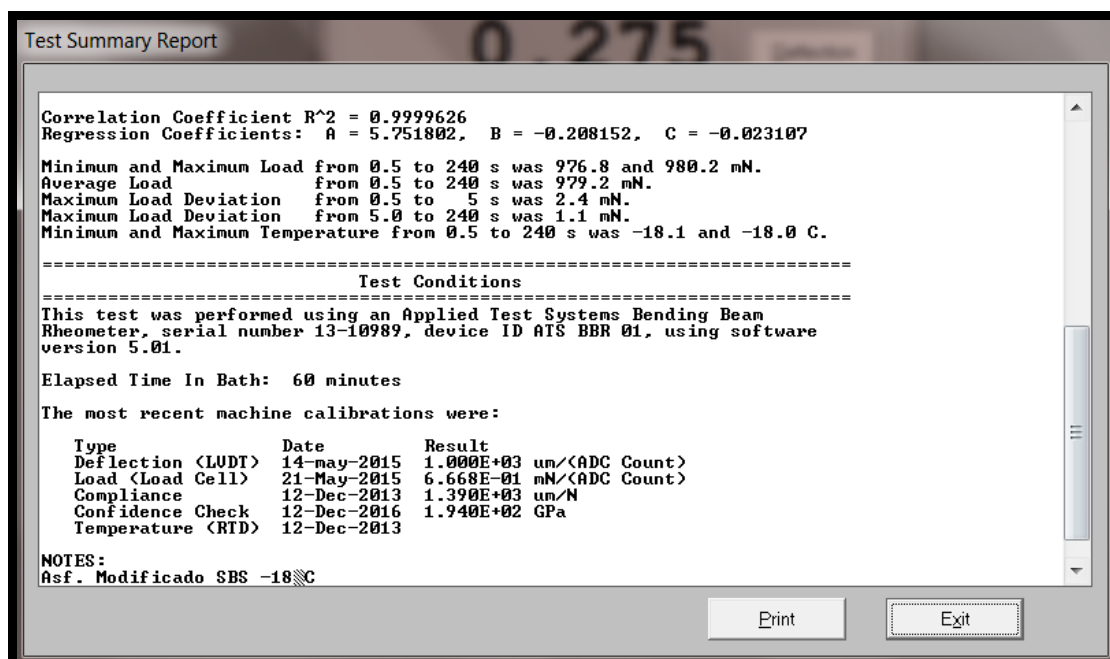 Test Summary Report
0.275
Deflection
Correlation Coefficient R^2 = 0.9999626
Regression Coefficients:  A = 5.751802,  B = -0.208152,  C = -0.023107
Minimum and Maximum Load from 0.5 to 240 s was 976.8 and 980.2 mN.
Average Load             from 0.5 to 240 s was 979.2 mN.
Maximum Load Deviation   from 0.5 to   5 s was 2.4 mN.
Maximum Load Deviation   from 5.0 to 240 s was 1.1 mN.
Minimum and Maximum Temperature from 0.5 to 240 s was -18.1 and -18.0 C.
==========================================================================
Test Conditions
==========================================================================
This test was performed using an Applied Test Systems Bending Beam
Rheometer, serial number 13-10989, device ID ATS BBR 01, using software
version 5.01.
Elapsed Time In Bath:  60 minutes
The most recent machine calibrations were:
Type                Date         Result
Deflection (LVDT)  14-may-2015  1.000E+03 um/(ADC Count)
Load (Load Cell)   21-May-2015  6.668E-01 mN/(ADC Count)
Compliance         12-Dec-2013  1.390E+03 um/N
Confidence Check   12-Dec-2016  1.940E+02 GPa
Temperature (RTD)  12-Dec-2013
NOTES:
Asf. Modificado SBS -18░C
Print
Exit